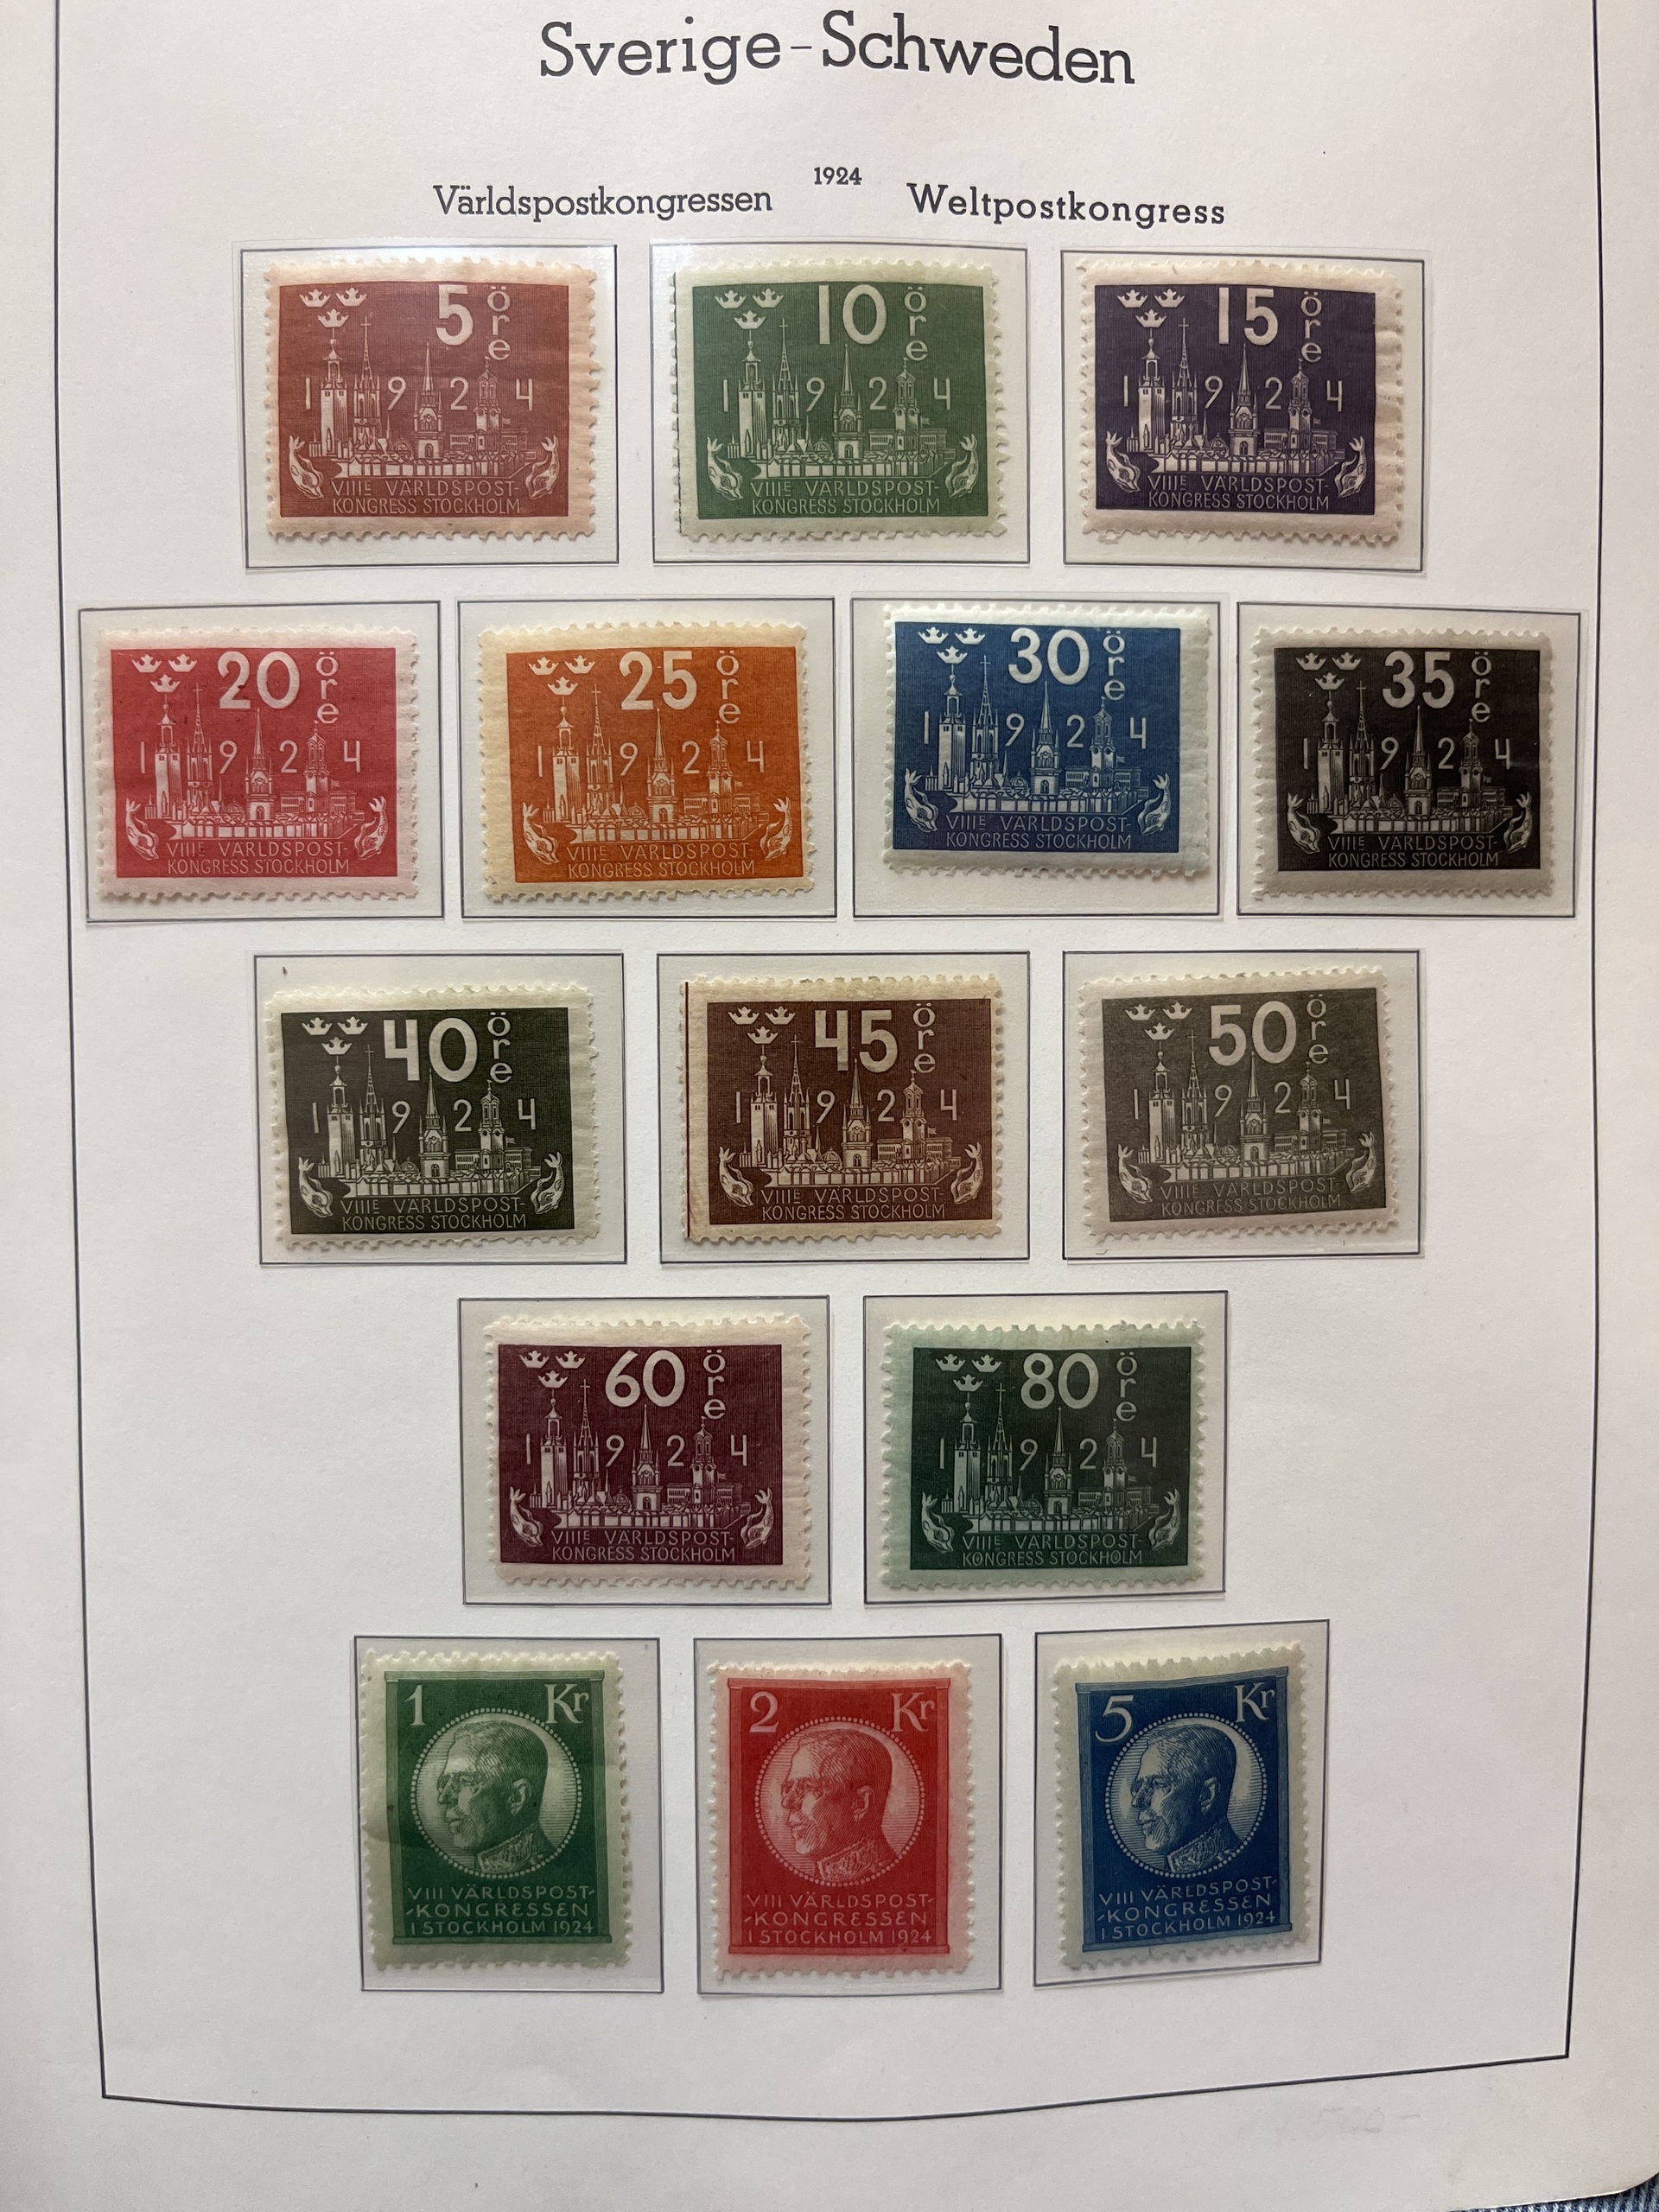 Sverige-Schweden
1924
Världspostkongressen Weltpostkongress
5 öre
1924
VIIIE VÄRLDSPOST-
KONGRESS STOCKHOLM
10 öre
1924
VIIIE VÄRLDSPOST-
KONGRESS STOCKHOLM
15 öre
1924
VIIIE VÄRLDSPOST-
KONGRESS STOCKHOLM
20 öre
1924
VIIIE VÄRLDSPOST-
KONGRESS STOCKHOLM
25 öre
1924
VIIIE VÄRLDSPOST-
KONGRESS STOCKHOLM
30 öre
1924
VIIIE VÄRLDSPOST-
KONGRESS STOCKHOLM
35 öre
1924
VIIIE VÄRLDSPOST-
KONGRESS STOCKHOLM
40 öre
1924
VIIIE VÄRLDSPOST-
KONGRESS STOCKHOLM
45 öre
1924
VIIIE VÄRLDSPOST-
KONGRESS STOCKHOLM
50 öre
1924
VIIIE VÄRLDSPOST-
KONGRESS STOCKHOLM
60 öre
1924
VIIIE VÄRLDSPOST-
KONGRESS STOCKHOLM
80 öre
1924
VIIIE VÄRLDSPOST-
KONGRESS STOCKHOLM
1 Kr
VIII VÄRLDSPOST-
-KONGRESSEN
I STOCKHOLM 1924
2 Kr
VIII VÄRLDSPOST-
-KONGRESSEN
I STOCKHOLM 1924
5 Kr
VIII VÄRLDSPOST-
-KONGRESSEN
I STOCKHOLM 1924